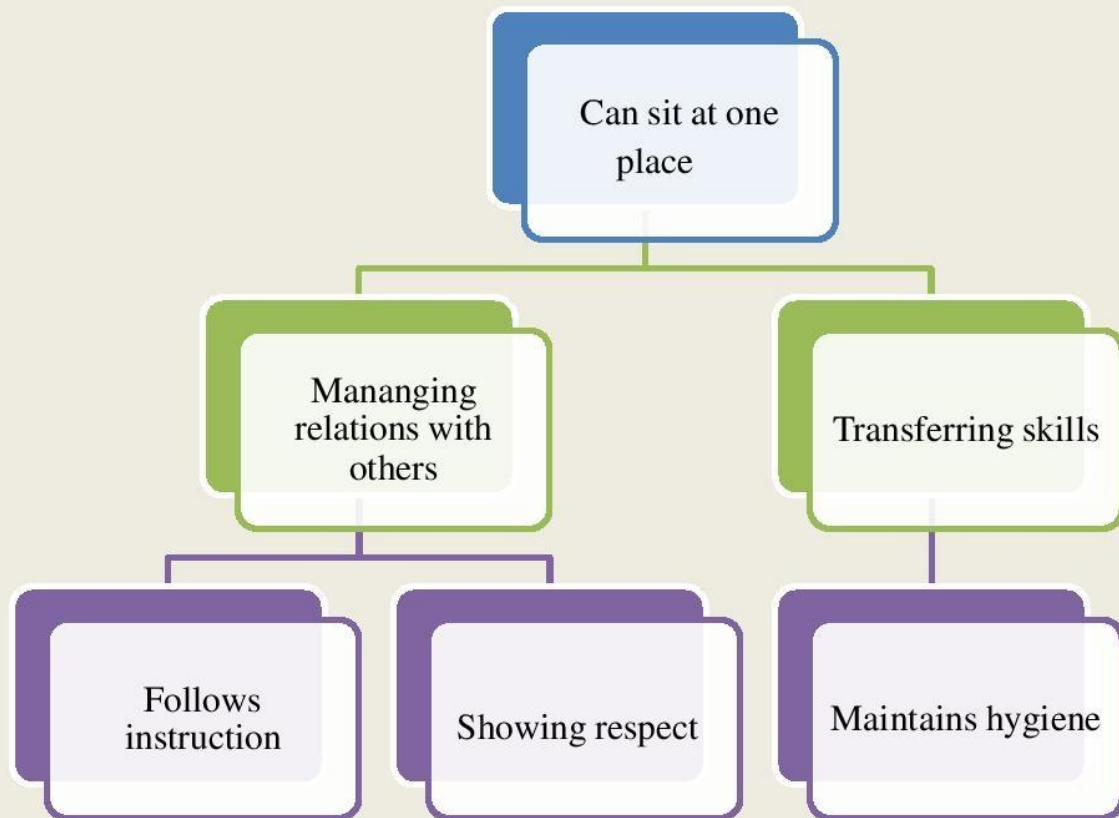 Can sit at one
place
Mananging
relations with
others
Transferring skills
Follows
instruction
Showing respect
Maintains hygiene